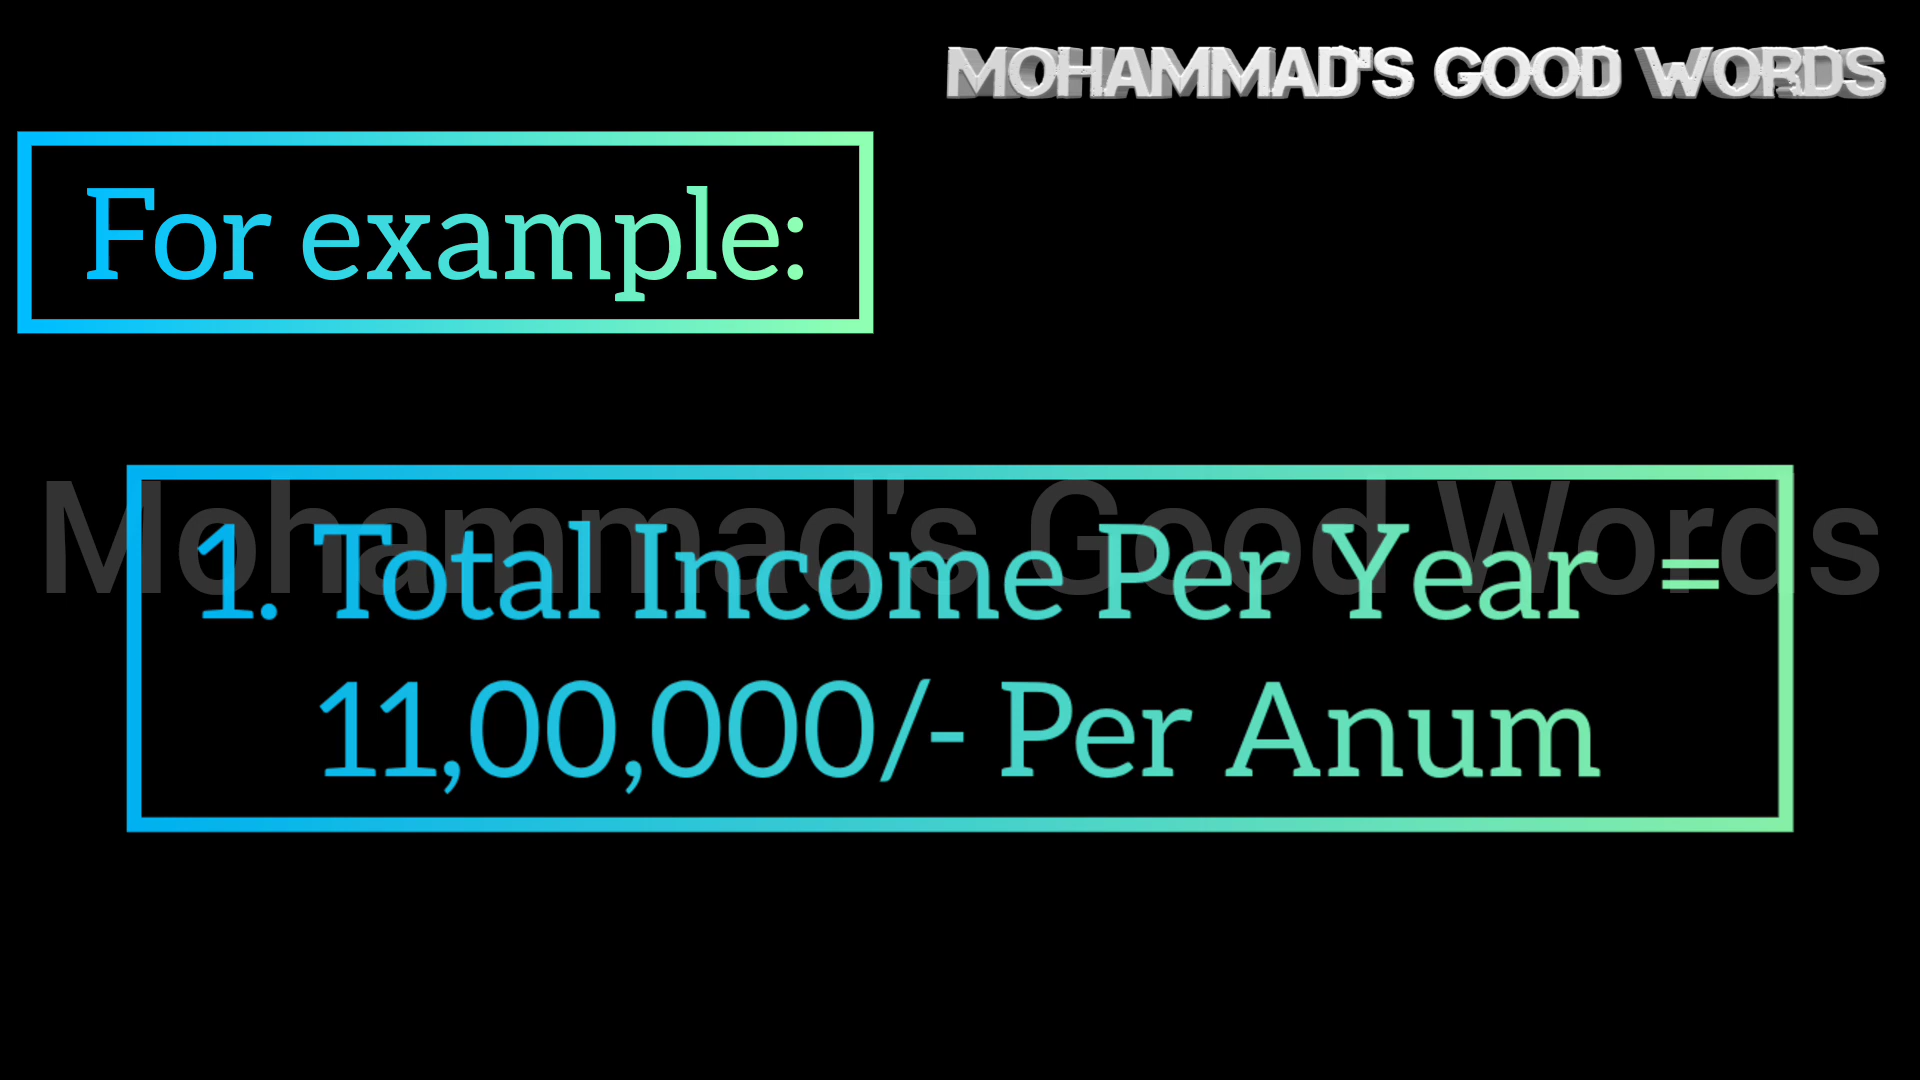 MOHAMMAD'S GOOD WORDS
For example:
Mohammad's Good Words
1. Total Income Per Year =
11,00,000/- Per Anum